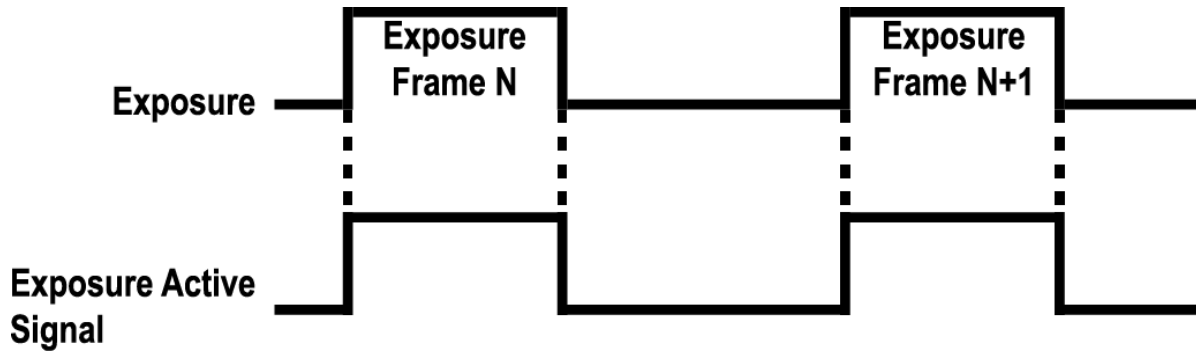 Exposure
Frame N
Exposure
Frame N+1
Exposure
Exposure Active
Signal